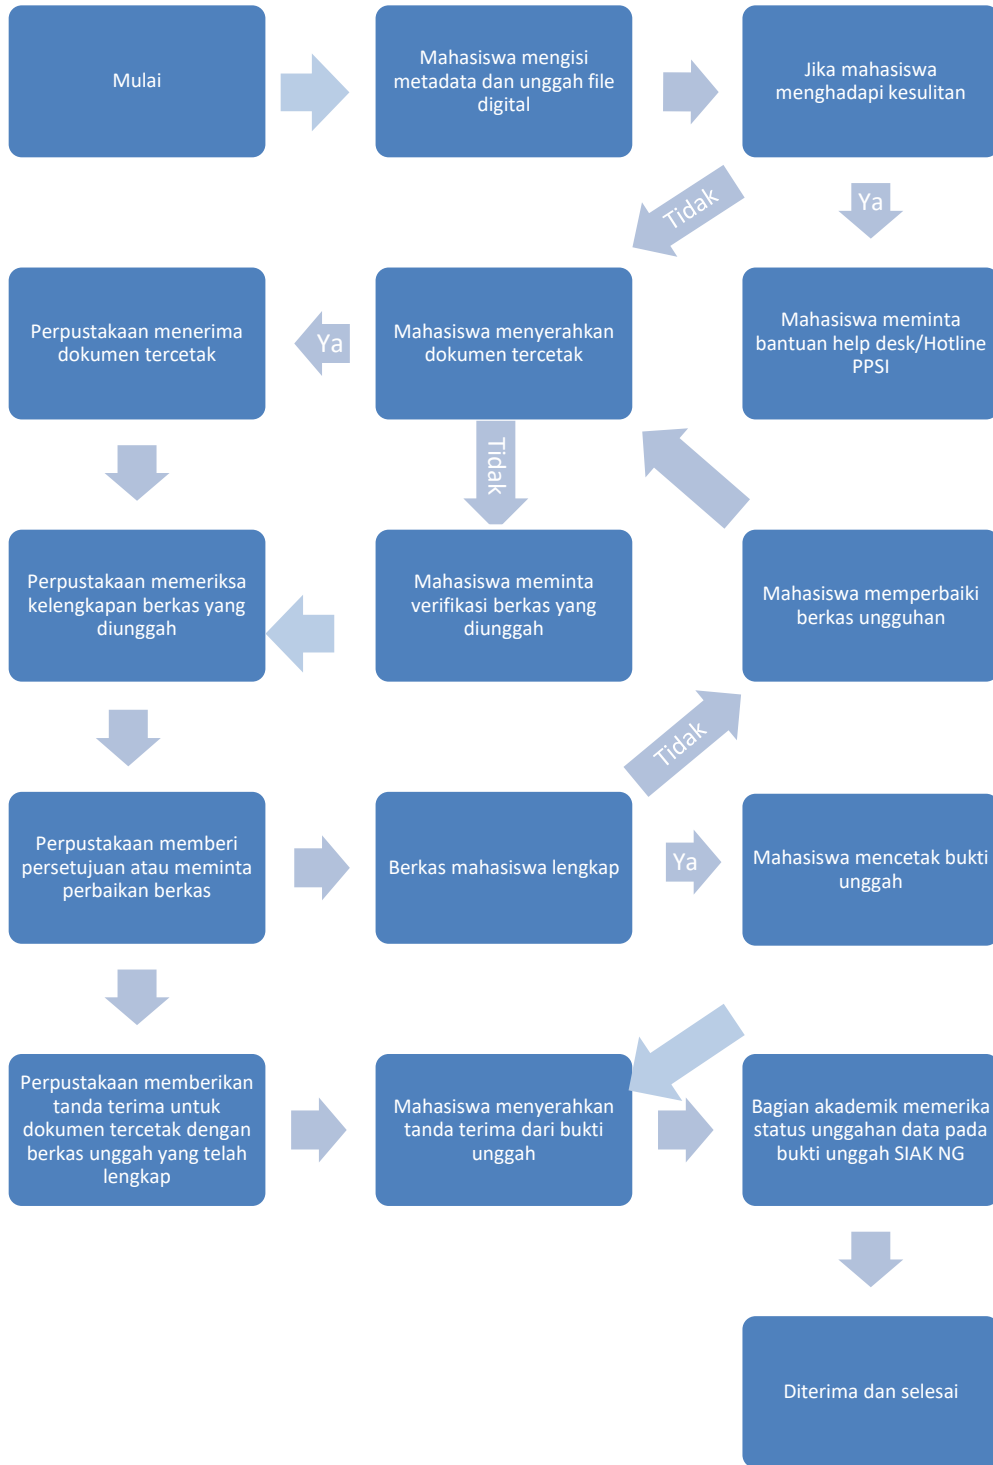 Mulai
Mahasiswa mengisi
metadata dan unggah file
digital
Jika mahasiswa
menghadapi kesulitan
Tidak
Ya
Perpustakaan menerima
dokumen tercetak
Ya
Mahasiswa menyerahkan
dokumen tercetak
Mahasiswa meminta
bantuan help desk/Hotline
PPSI
Tidak
Perpustakaan memeriksa
kelengkapan berkas yang
diunggah
Mahasiswa meminta
verifikasi berkas yang
diunggah
Mahasiswa memperbaiki
berkas ungguhan
Tidak
Perpustakaan memberi
persetujuan atau meminta
perbaikan berkas
Berkas mahasiswa lengkap
Ya
Mahasiswa mencetak bukti
unggah
Perpustakaan memberikan
tanda terima untuk
dokumen tercetak dengan
berkas unggah yang telah
lengkap
Mahasiswa menyerahkan
tanda terima dari bukti
unggah
Bagian akademik memerika
status unggahan data pada
bukti unggah SIAK NG
Diterima dan selesai